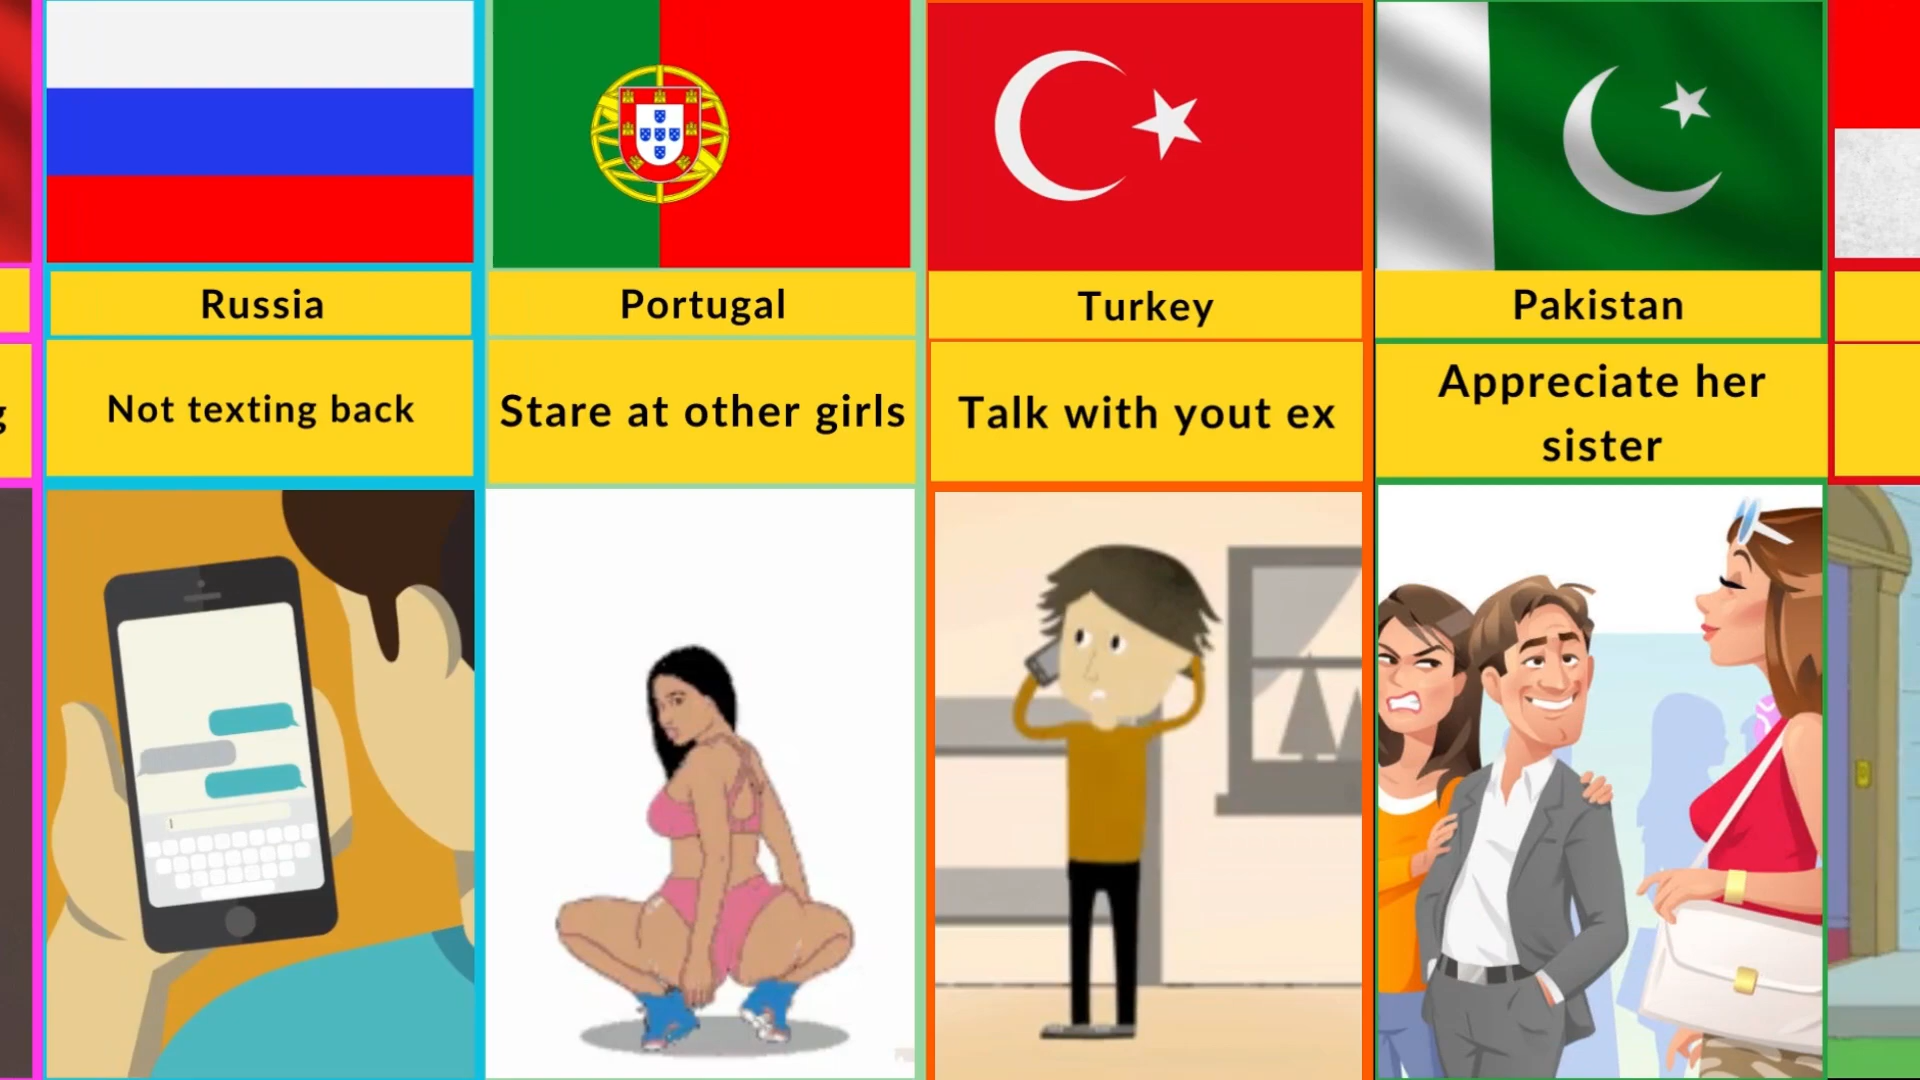 Russia
Portugal
Turkey
Pakistan
g
Not texting back
Stare at other girls
Talk with yout ex
Appreciate her
sister